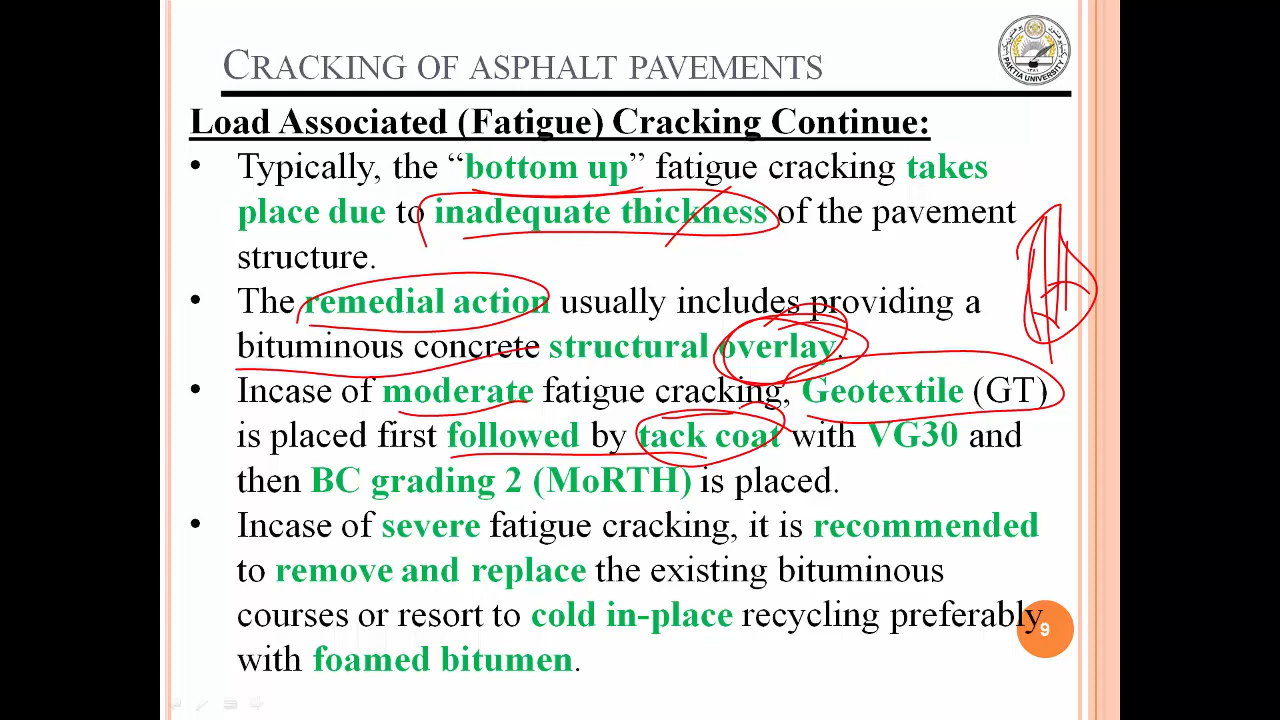 CRACKING OF ASPHALT PAVEMENTS
PAKTIA UNIVERSITY
Load Associated (Fatigue) Cracking Continue:
• Typically, the “bottom up” fatigue cracking takes
place due to inadequate thickness of the pavement
structure.
• The remedial action usually includes providing a
bituminous concrete structural overlay.
• Incase of moderate fatigue cracking, Geotextile (GT)
is placed first followed by tack coat with VG30 and
then BC grading 2 (MoRTH) is placed.
• Incase of severe fatigue cracking, it is recommended
to remove and replace the existing bituminous
courses or resort to cold in-place recycling preferably
with foamed bitumen.
9